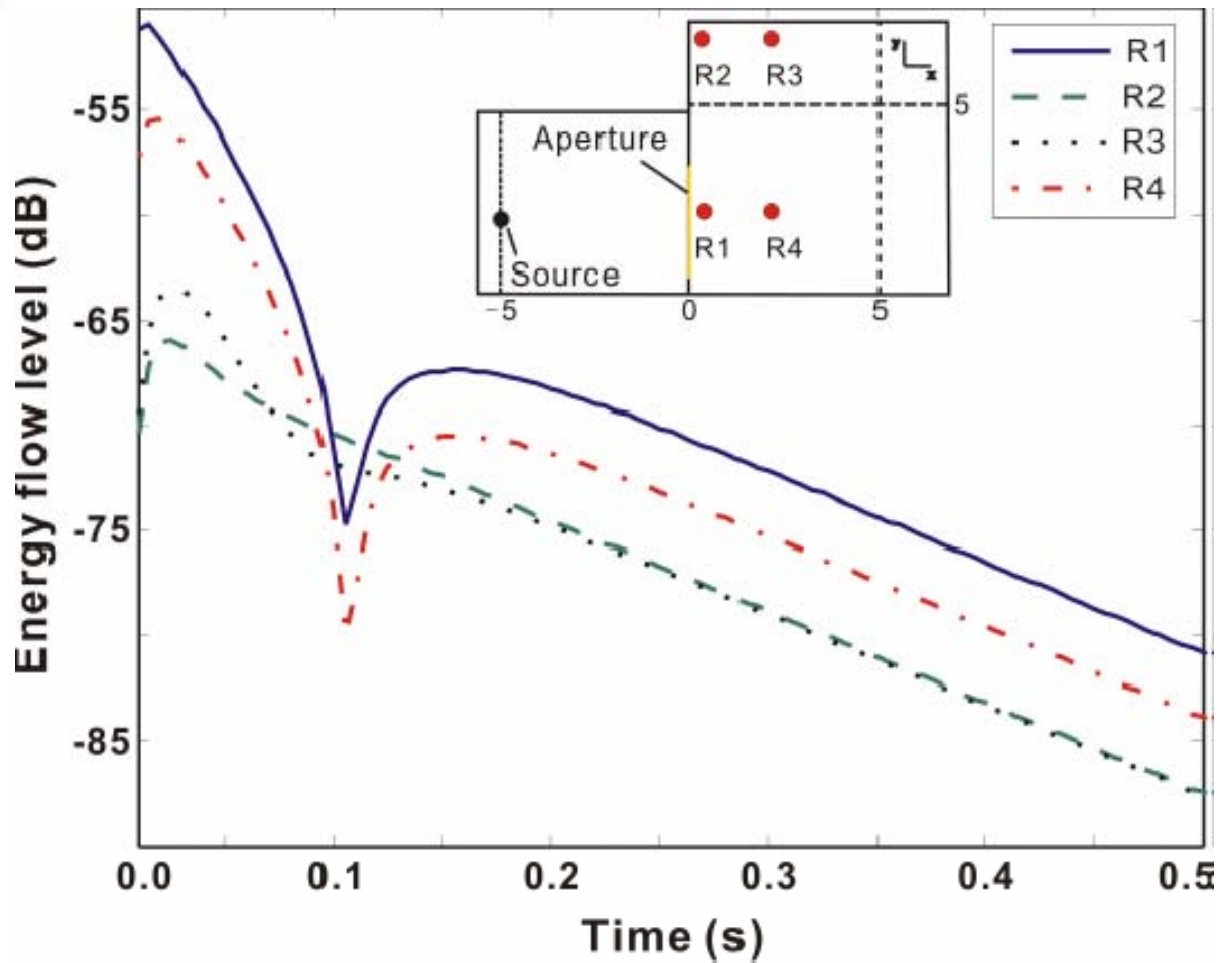 Energy flow level (dB)
-55
-65
-75
-85
0.0
0.1
0.2
0.3
0.4
0.5
Time (s)
R2
R3
y
x
5
Aperture
R1
R4
Source
-5
0
5
R1
R2
R3
R4